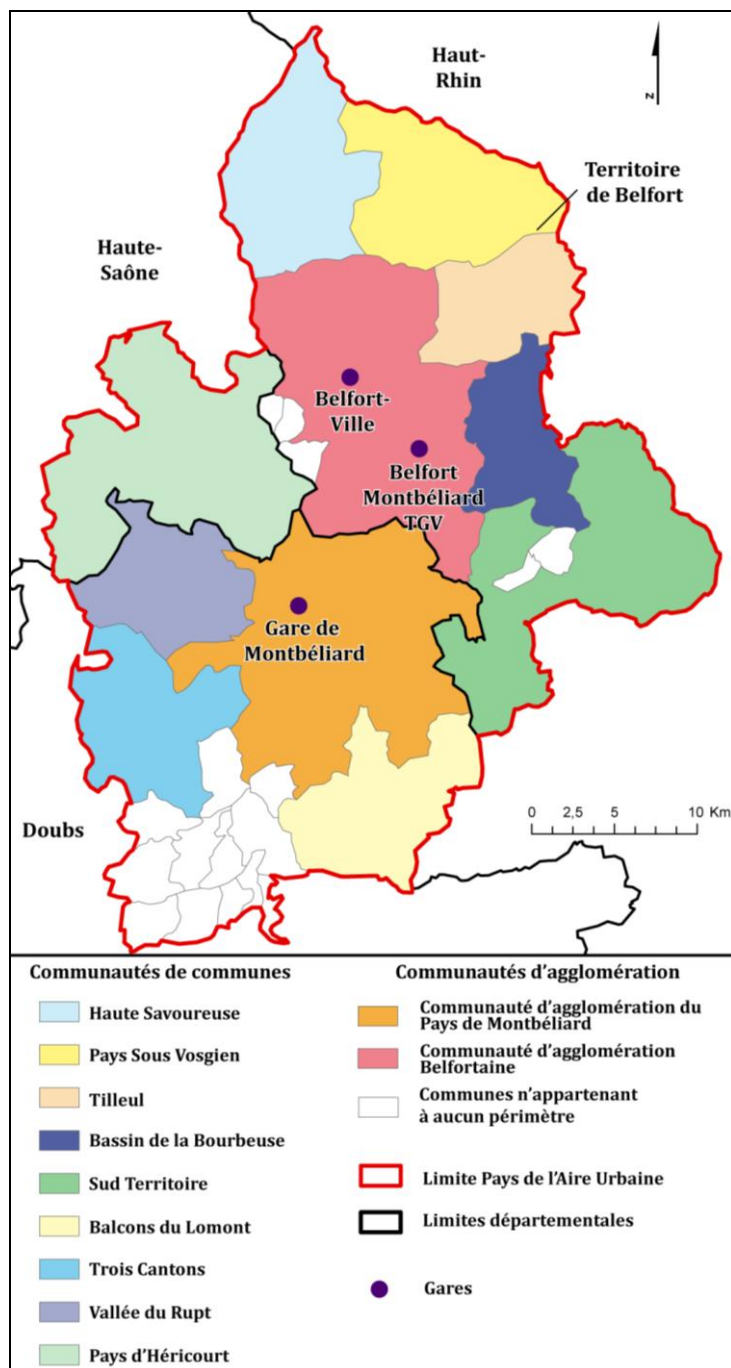 Haut-
Rhin
N
Territoire
de Belfort
Haute-
Saône
Belfort-
Ville
Belfort
Montbéliard
TGV
Gare de
Montbéliard
Doubs
0 2,5 5 10 Km
Communautés de communes
Haute Savoureuse
Pays Sous Vosgien
Tilleul
Bassin de la Bourbeuse
Sud Territoire
Balcons du Lomont
Trois Cantons
Vallée du Rupt
Pays d'Héricourt
Communautés d'agglomération
Communauté d'agglomération du
Pays de Montbéliard
Communauté d'agglomération
Belfortaine
Communes n'appartenant
à aucun périmètre
Limite Pays de l'Aire Urbaine
Limites départementales
Gares